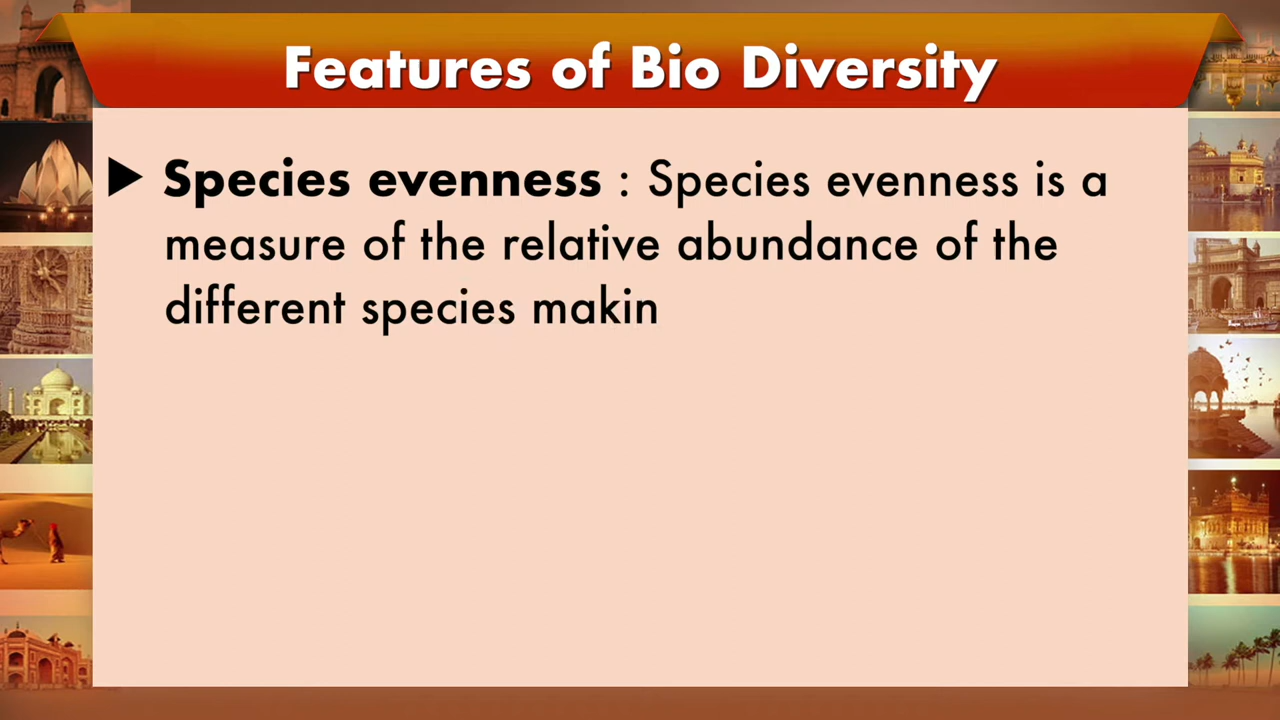 Features of Bio Diversity
▶ Species evenness : Species evenness is a
measure of the relative abundance of the
different species makin